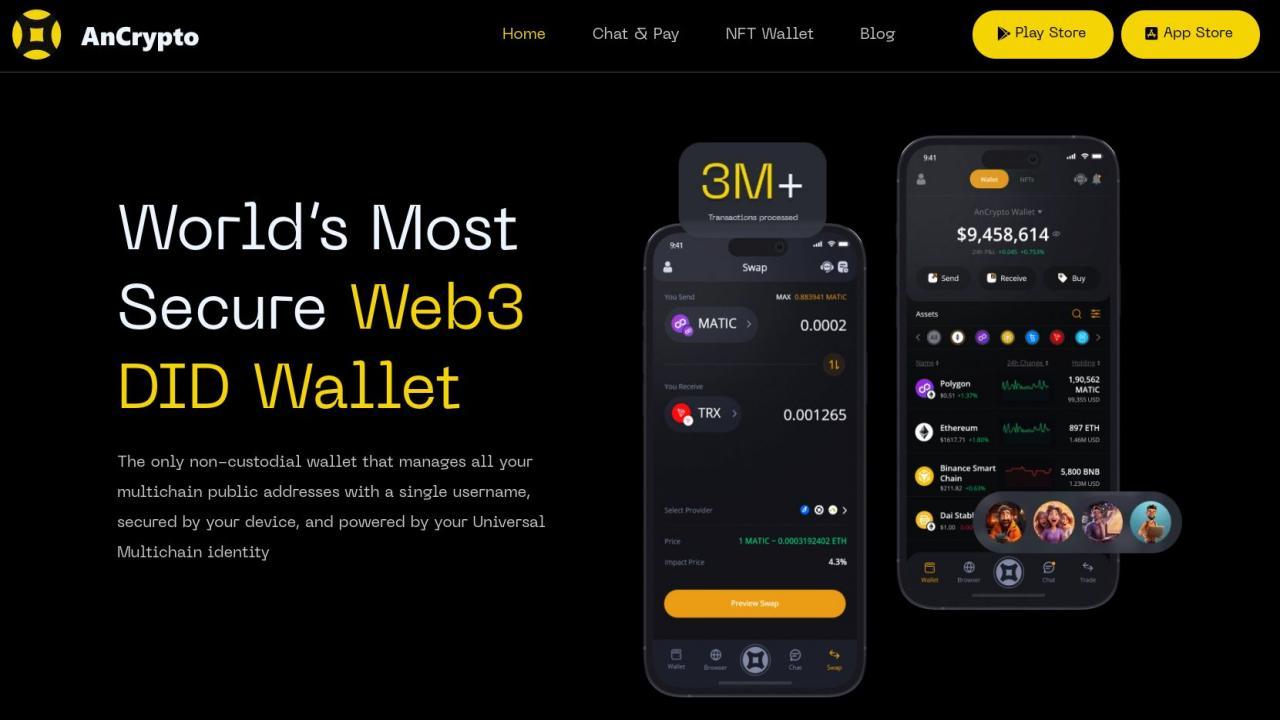 AnCrypto
Home
Chat & Pay
NFT Wallet
Blog
Play Store
App Store
World's Most
Secure Web3
DID Wallet
The only non-custodial wallet that manages all your
multichain public addresses with a single username,
secured by your device, and powered by your Universal
Multichain identity
3M+
Transactions processed
9:41
Swap
You Send
MAX 0.883941 MATIC
MATIC
0.0002
You Receive
TRX
0.001265
Select Provider
Price
1 MATIC ~ 0.0003192402 ETH
Impact Price
4.3%
Preview Swap
Wallet
Browser
Chat
Swap
9:41
Wallet
NFTs
AnCrypto Wallet
$9,458,614
24h P&L +0.045 +0.753%
Send
Receive
Buy
Assets
All
Name
24h Change
Holding
Polygon
$0.51 +1.37%
1,90,562
MATIC
99,355 USD
Ethereum
$1617.71 +1.80%
897 ETH
1.46M USD
Binance Smart
Chain
$211.82 +0.63%
5,800 BNB
1.23M USD
Dai Stabl
$1.00
Wallet
Browser
Chat
Trade